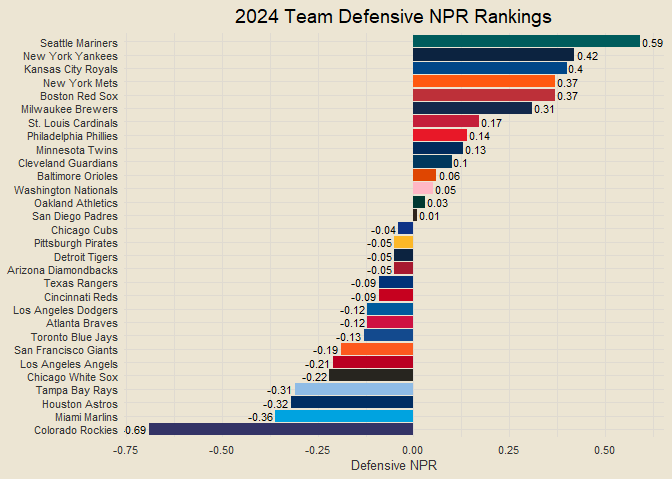 2024 Team Defensive NPR Rankings
Seattle Mariners 0.59
New York Yankees 0.42
Kansas City Royals 0.4
New York Mets 0.37
Boston Red Sox 0.37
Milwaukee Brewers 0.31
St. Louis Cardinals 0.17
Philadelphia Phillies 0.14
Minnesota Twins 0.13
Cleveland Guardians 0.1
Baltimore Orioles 0.06
Washington Nationals 0.05
Oakland Athletics 0.03
San Diego Padres 0.01
Chicago Cubs -0.04
Pittsburgh Pirates -0.05
Detroit Tigers -0.05
Arizona Diamondbacks -0.05
Texas Rangers -0.09
Cincinnati Reds -0.09
Los Angeles Dodgers -0.12
Atlanta Braves -0.12
Toronto Blue Jays -0.13
San Francisco Giants -0.19
Los Angeles Angels -0.21
Chicago White Sox -0.22
Tampa Bay Rays -0.31
Houston Astros -0.32
Miami Marlins -0.36
Colorado Rockies -0.69
-0.75 -0.50 -0.25 0.00 0.25 0.50
Defensive NPR